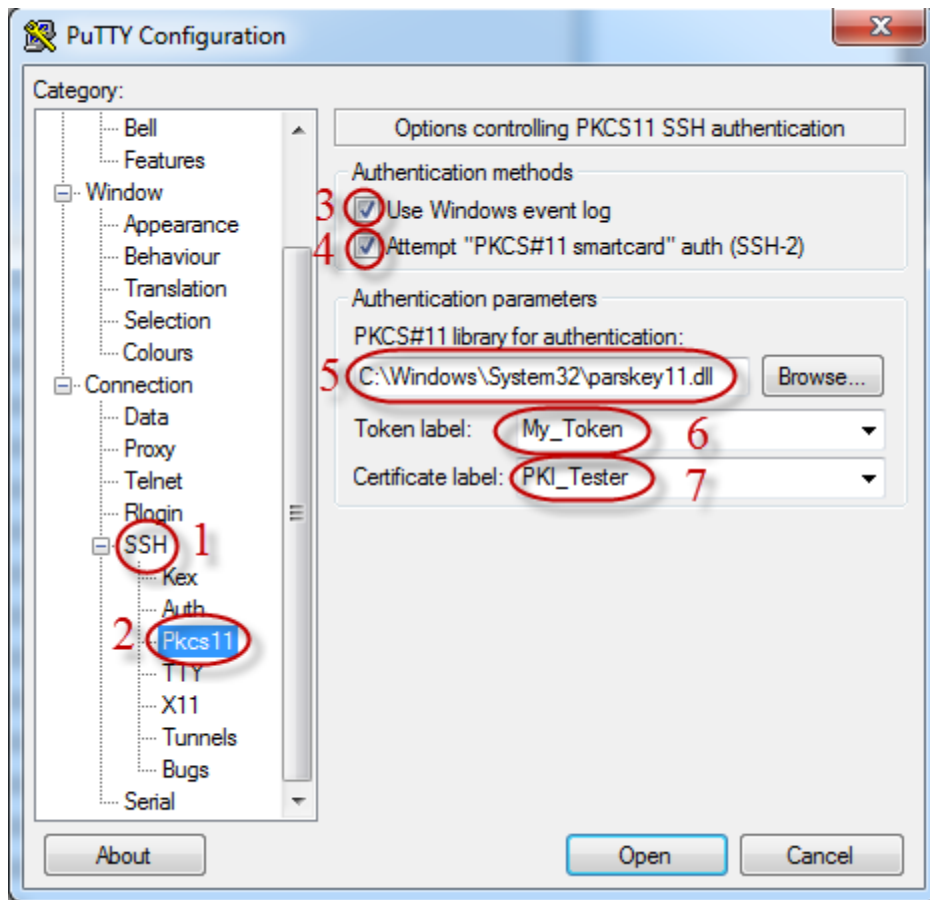 PuTTY Configuration
Category:
Bell
Features
Window
Appearance
Behaviour
Translation
Selection
Colours
Connection
Data
Proxy
Telnet
Rlogin
SSH 1
Kex
Auth
2 Pkcs11
TTY
X11
Tunnels
Bugs
Serial
Options controlling PKCS11 SSH authentication
Authentication methods
3 Use Windows event log
4 Attempt "PKCS#11 smartcard" auth (SSH-2)
Authentication parameters
PKCS#11 library for authentication:
5 C:\Windows\System32\parskey11.dll Browse...
Token label: My_Token 6
Certificate label: PKI_Tester 7
About Open Cancel